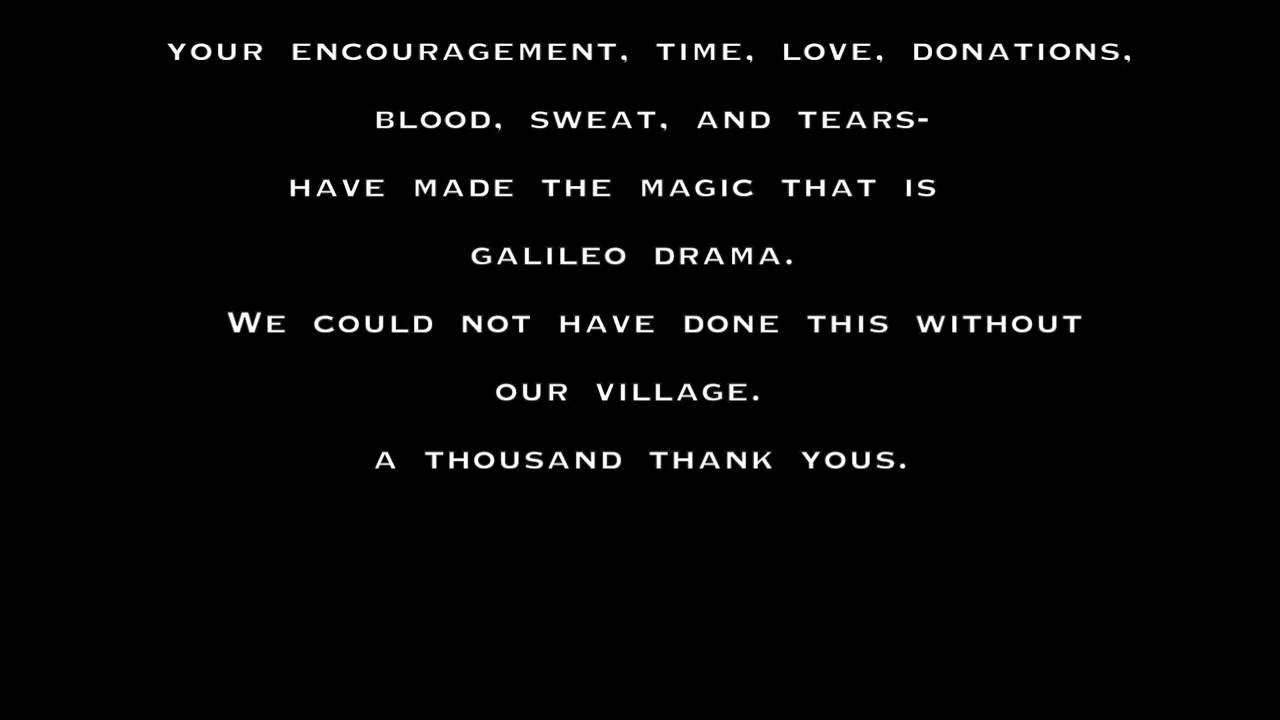 YOUR ENCOURAGEMENT, TIME, LOVE, DONATIONS,
BLOOD, SWEAT, AND TEARS-
HAVE MADE THE MAGIC THAT IS
GALILEO DRAMA.
WE COULD NOT HAVE DONE THIS WITHOUT
OUR VILLAGE.
A THOUSAND THANK YOUS.